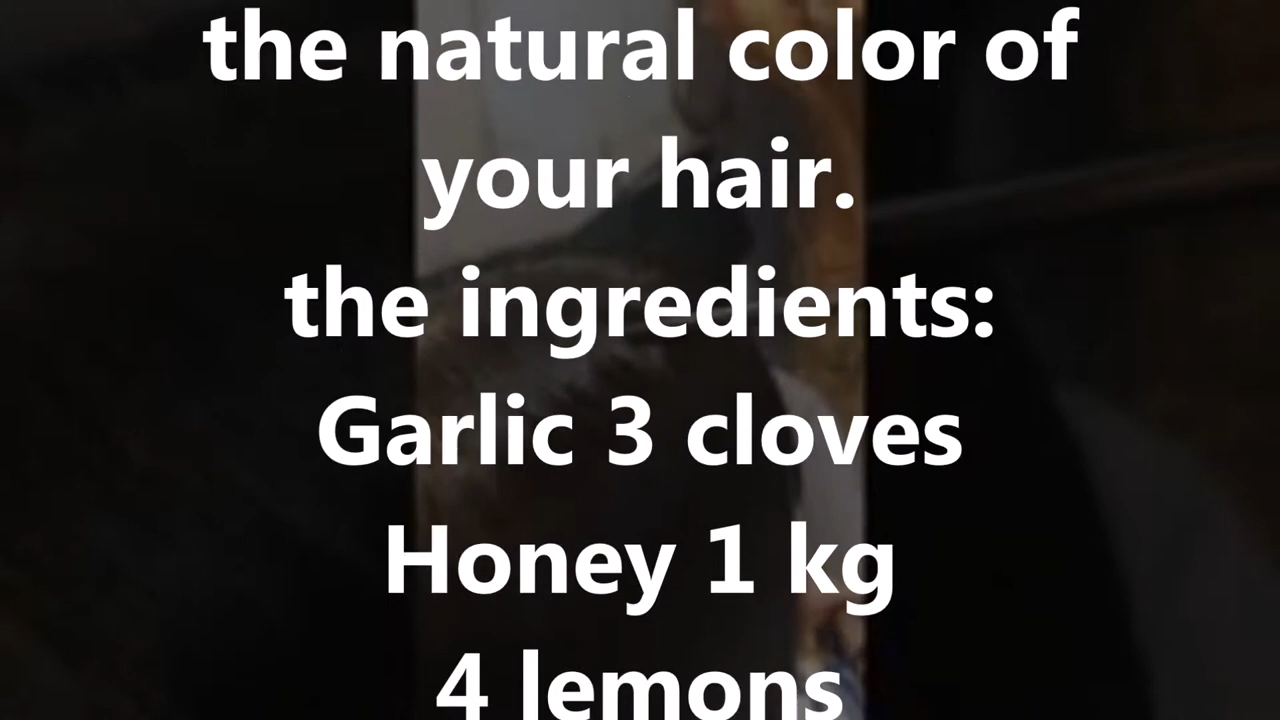 the natural color of
your hair.
the ingredients:
Garlic 3 cloves
Honey 1 kg
4 lemons